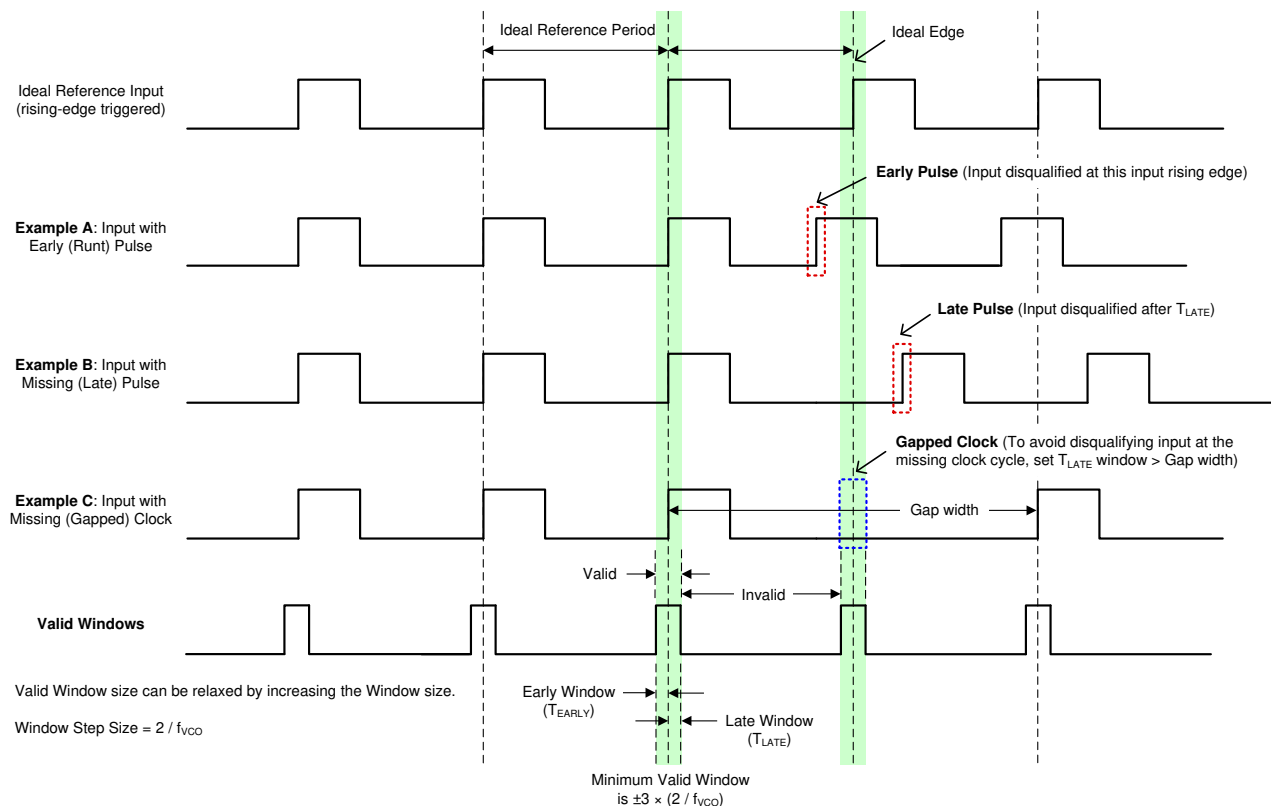 Ideal Reference Period
Ideal Edge
Ideal Reference Input
(rising-edge triggered)
Early Pulse (Input disqualified at this input rising edge)
Example A: Input with
Early (Runt) Pulse
Late Pulse (Input disqualified after TLATE)
Example B: Input with
Missing (Late) Pulse
Gapped Clock (To avoid disqualifying input at the
missing clock cycle, set TLATE window > Gap width)
Example C: Input with
Missing (Gapped) Clock
Gap width
Valid
Invalid
Valid Windows
Valid Window size can be relaxed by increasing the Window size.
Window Step Size = 2 / fVCO
Early Window
(TEARLY)
Late Window
(TLATE)
Minimum Valid Window
is ±3 × (2 / fVCO)